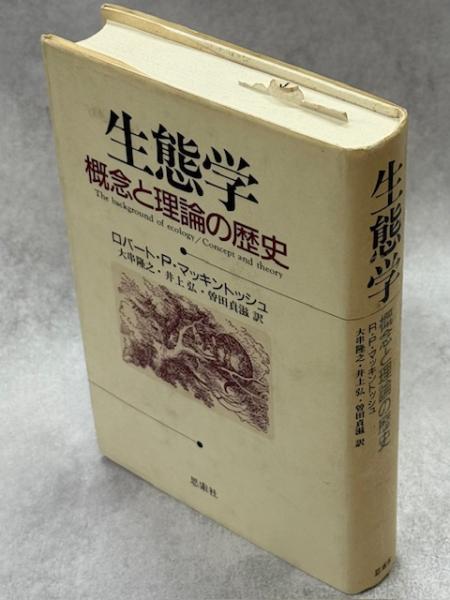 生態学
概念と理論の歴史
The background of ecology/Concept and theory
ロバート・P・マッキントッシュ
大串隆之・井上弘・曽田貞滋 訳
思索社
生態学
概念と理論の歴史
R・P・マッキントッシュ
大串隆之・井上弘・曽田貞滋 訳
思索社